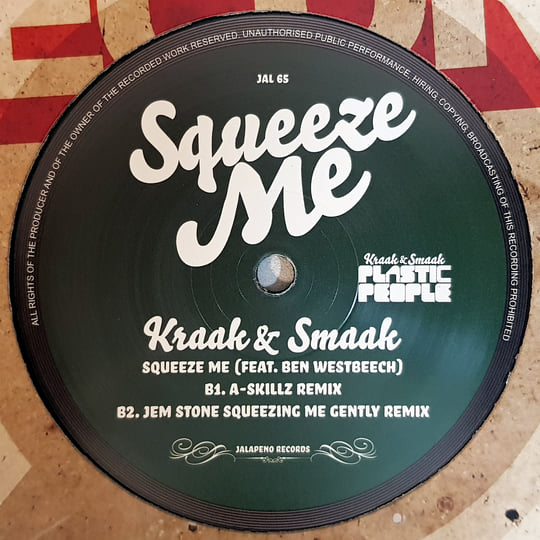 ALL RIGHTS OF THE PRODUCER AND OF THE OWNER OF THE RECORDED WORK RESERVED. UNAUTHORISED PUBLIC PERFORMANCE, HIRING, COPYING, BROADCASTING OF THIS RECORDING PROHIBITED
JAL 65
Squeeze
Me
Kraak & Smaak
PLASTIC
PEOPLE
Kraak & Smaak
SQUEEZE ME (FEAT. BEN WESTBEECH)
B1. A-SKILLZ REMIX
B2. JEM STONE SQUEEZING ME GENTLY REMIX
JALAPENO RECORDS